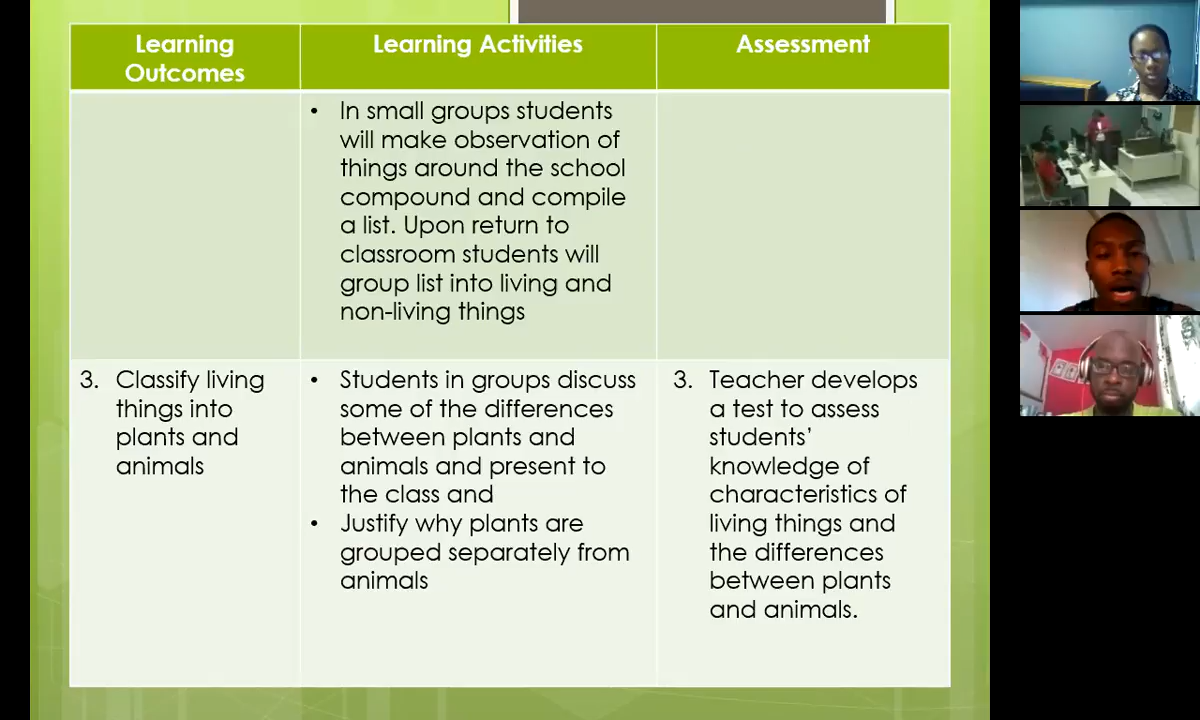 Learning
Outcomes
Learning Activities
Assessment
• In small groups students
will make observation of
things around the school
compound and compile
a list. Upon return to
classroom students will
group list into living and
non-living things
3. Classify living
things into
plants and
animals
• Students in groups discuss
some of the differences
between plants and
animals and present to
the class and
• Justify why plants are
grouped separately from
animals
3. Teacher develops
a test to assess
students’
knowledge of
characteristics of
living things and
the differences
between plants
and animals.